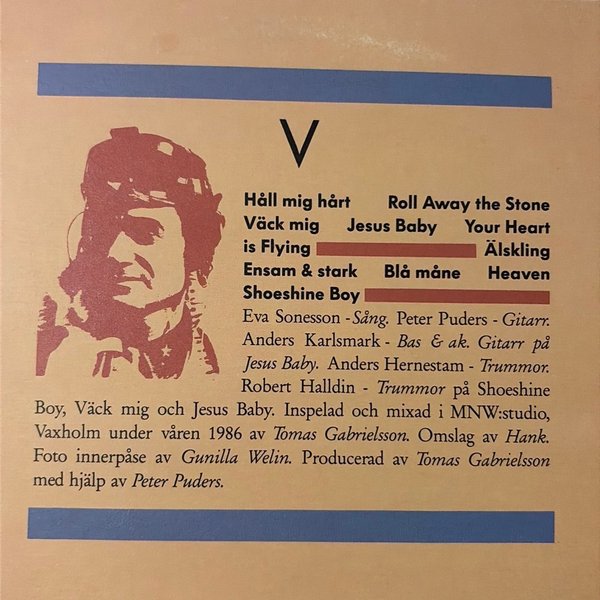 V
Håll mig hårt Roll Away the Stone
Väck mig Jesus Baby Your Heart
is Flying Älskling
Ensam & stark Blå måne Heaven
Shoeshine Boy
Eva Sonesson - Sång. Peter Puders - Gitarr.
Anders Karlsmark - Bas & ak. Gitarr på
Jesus Baby. Anders Hernestam - Trummor.
Robert Halldin - Trummor på Shoeshine
Boy, Väck mig och Jesus Baby. Inspelad och mixad i MNW:studio,
Vaxholm under våren 1986 av Tomas Gabrielsson. Omslag av Hank.
Foto innerpåse av Gunilla Welin. Producerad av Tomas Gabrielsson
med hjälp av Peter Puders.